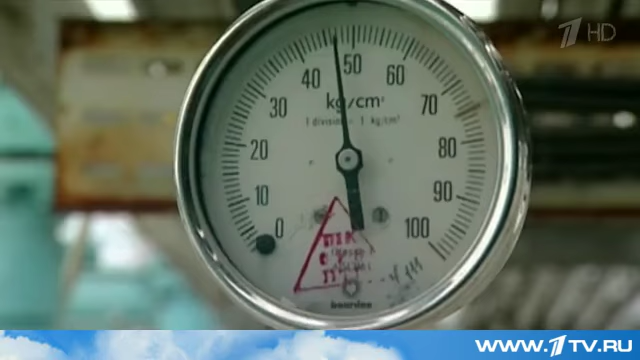 1 HD
40
50
60
30
70
kg/cm²
1 division = 1 kg/cm²
20
80
10
90
0
100
bourdon
www.1TV.RU